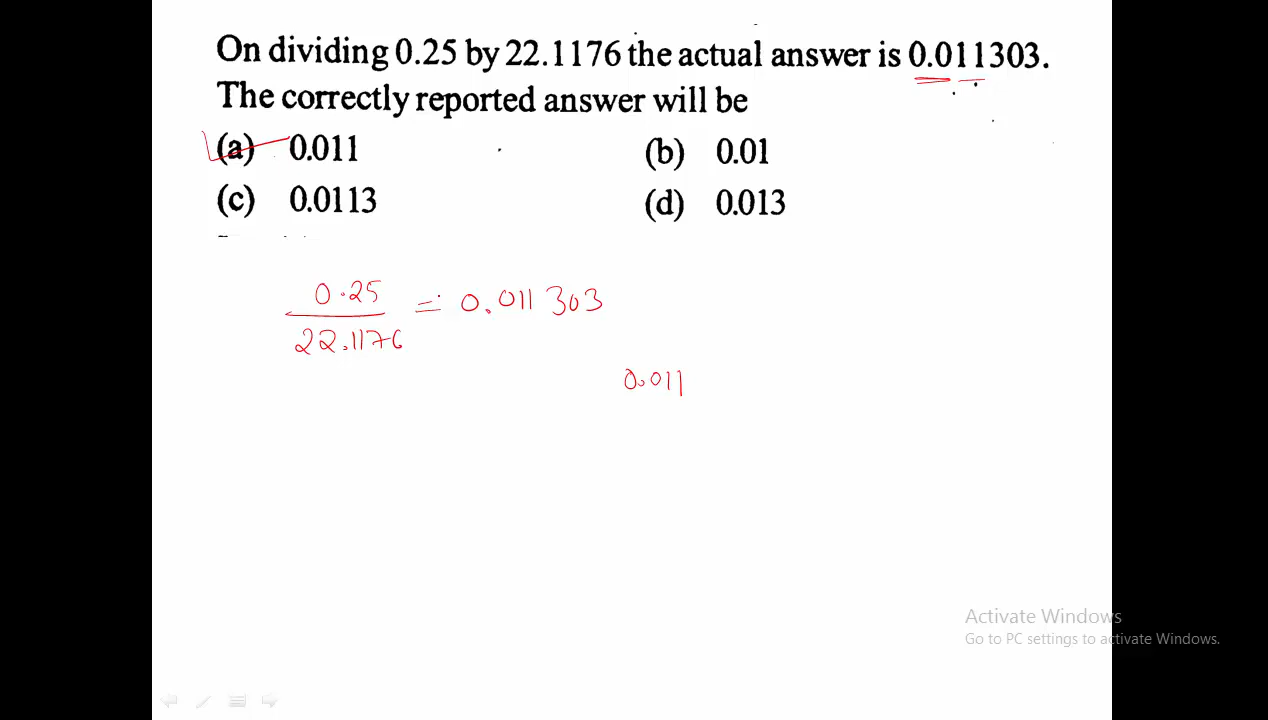 On dividing 0.25 by 22.1176 the actual answer is 0.011303.
The correctly reported answer will be
(a) 0.011 (b) 0.01
(c) 0.0113 (d) 0.013
0.25
22.1176
= 0.011303
0.011
Activate Windows
Go to PC settings to activate Windows.